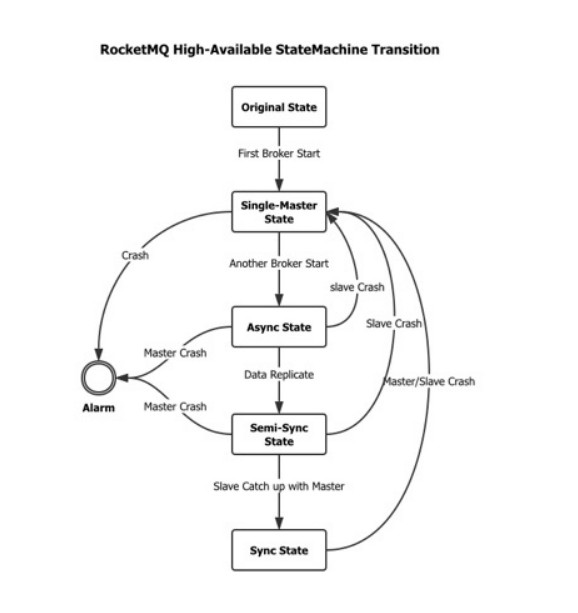 RocketMQ High-Available StateMachine Transition
Original State
First Broker Start
Single-Master
State
Crash
Another Broker Start
slave Crash
Async State
Slave Crash
Master Crash
Data Replicate
Master/Slave Crash
Alarm
Master Crash
Semi-Sync
State
Slave Catch up with Master
Sync State